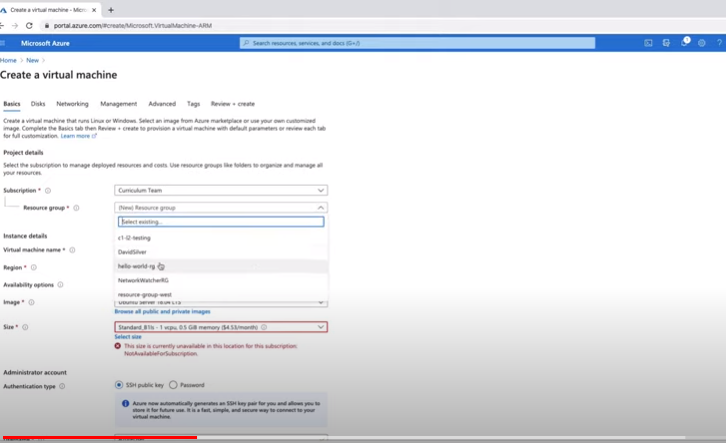 Create a virtual machine - Micro
portal.azure.com/#create/Microsoft.VirtualMachine-ARM
Microsoft Azure
Search resources, services, and docs (G+/)
1
Home > New >
Create a virtual machine
Basics Disks Networking Management Advanced Tags Review + create
Create a virtual machine that runs Linux or Windows. Select an image from Azure marketplace or use your own customized
image. Complete the Basics tab then Review + create to provision a virtual machine with default parameters or review each tab
for full customization. Learn more
Project details
Select the subscription to manage deployed resources and costs. Use resource groups like folders to organize and manage all
your resources.
Subscription * Curriculum Team
Resource group * (New) Resource group
Select existing...
c1-l2-testing
Instance details
DavidSilver
Virtual machine name *
Region * hello-world-rg
Availability options NetworkWatcherRG
resource-group-west
Image * Ubuntu Server 18.04 LTS
Browse all public and private images
Size * Standard_B1ls - 1 vcpu, 0.5 GiB memory ($4.53/month)
Select size
This size is currently unavailable in this location for this subscription:
NotAvailableForSubscription.
Administrator account
Authentication type SSH public key Password
Azure now automatically generates an SSH key pair for you and allows you to
store it for future use. It is a fast, simple, and secure way to connect to your
virtual machine.